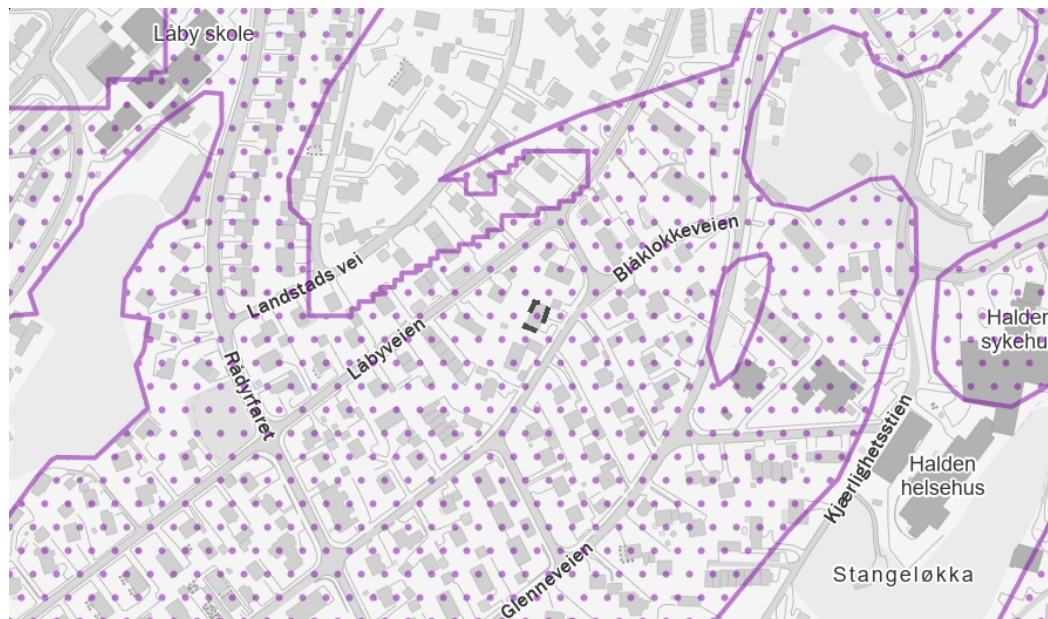 Låby skole
Landstads vei
Blåklokkeveien
Låbyveien
Rådyrfaret
Halden
sykehu
Kjærlighetsstien
Halden
helsehus
Glenneveien
Stangeløkka